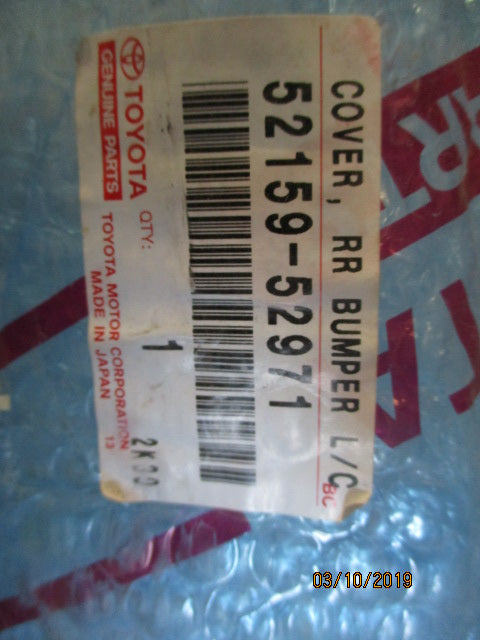 COVER, RR BUMPER L/C
52159-52971
TOYOTA
GENUINE PARTS
QTY:
1
TOYOTA MOTOR CORPORATION
MADE IN JAPAN
13
03/10/2019